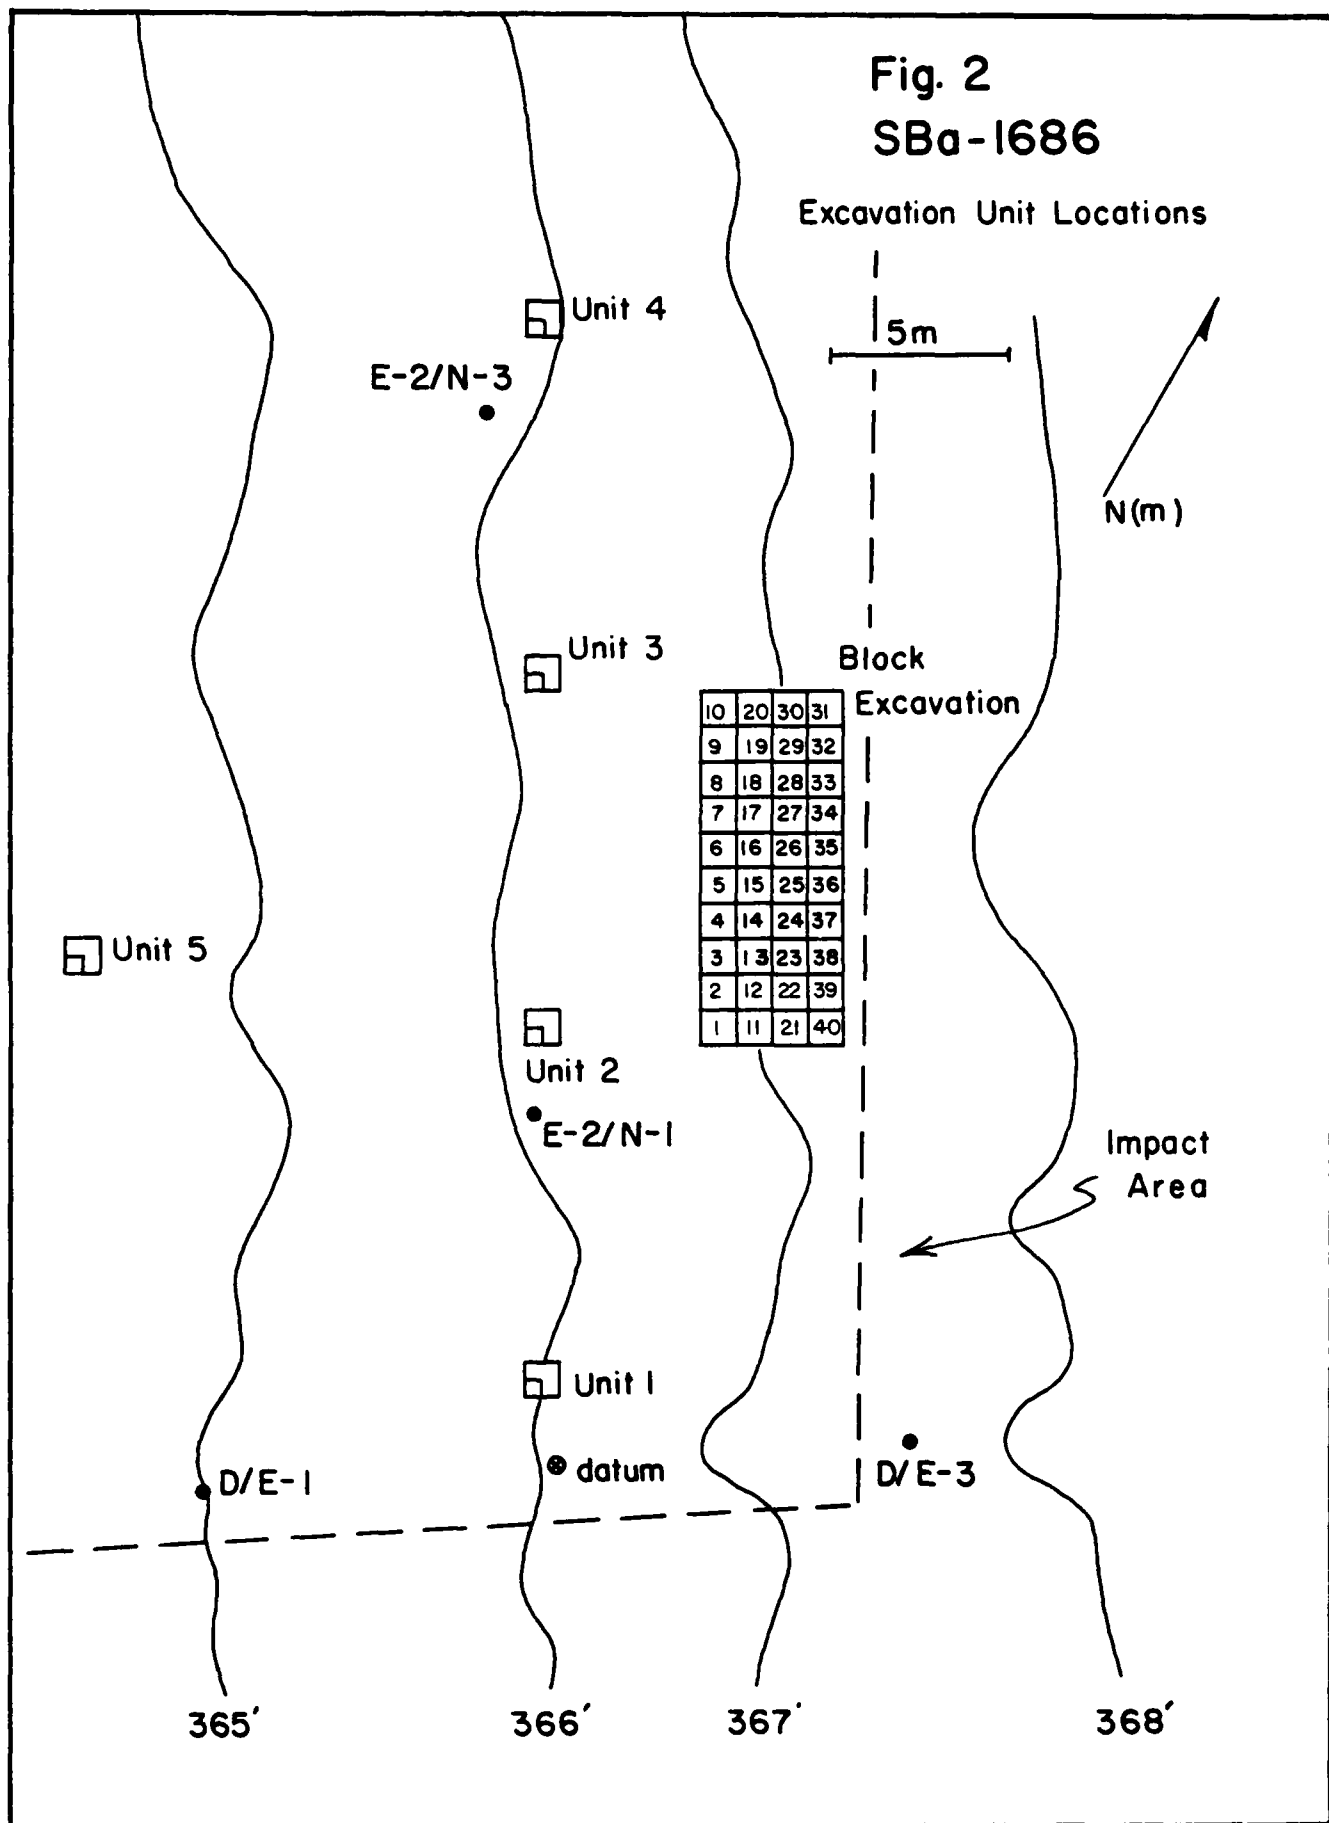 Fig. 2
SBa-1686
Excavation Unit Locations
Unit 4
5m
E-2/N-3
N(m)
Unit 3
Block
Excavation
10 20 30 31
9 19 29 32
8 18 28 33
7 17 27 34
6 16 26 35
5 15 25 36
4 14 24 37
3 13 23 38
2 12 22 39
1 11 21 40
Unit 5
Unit 2
E-2/N-1
Impact
Area
Unit 1
datum
D/E-1
D/E-3
365' 366' 367' 368'